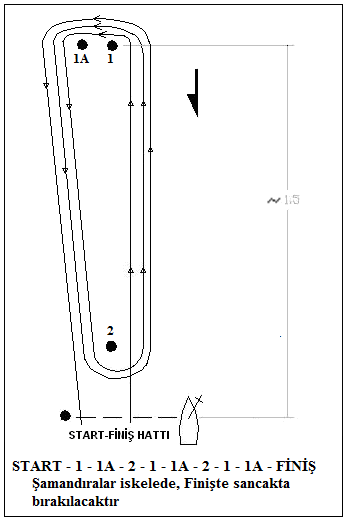 1A 1
1.5
2
START-FİNİŞ HATTI
START - 1 - 1A - 2 - 1 - 1A - 2 - 1 - 1A - FİNİŞ
Şamandıralar iskelede, Finişte sancakta
bırakılacaktır